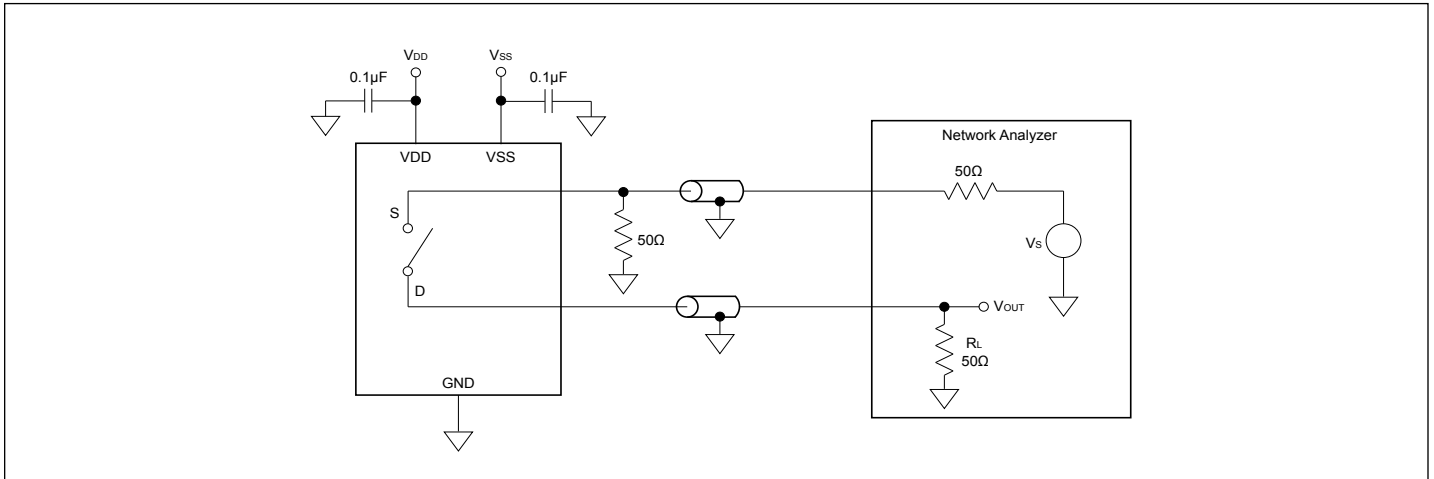 VDD
VSS
0.1µF
0.1µF
VDD
VSS
Network Analyzer
50Ω
S
50Ω
VS
D
VOUT
RL
50Ω
GND